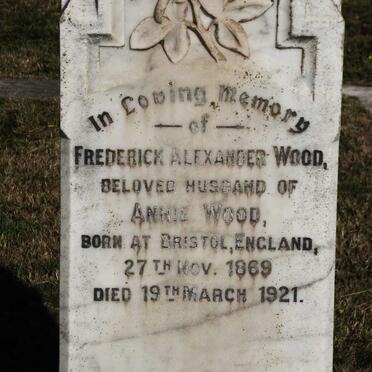 In Loving Memory
of
FREDERICK ALEXANDER WOOD,
BELOVED HUSBAND OF
ANNIE WOOD,
BORN AT BRISTOL, ENGLAND,
27TH NOV. 1869
DIED 19TH MARCH 1921.